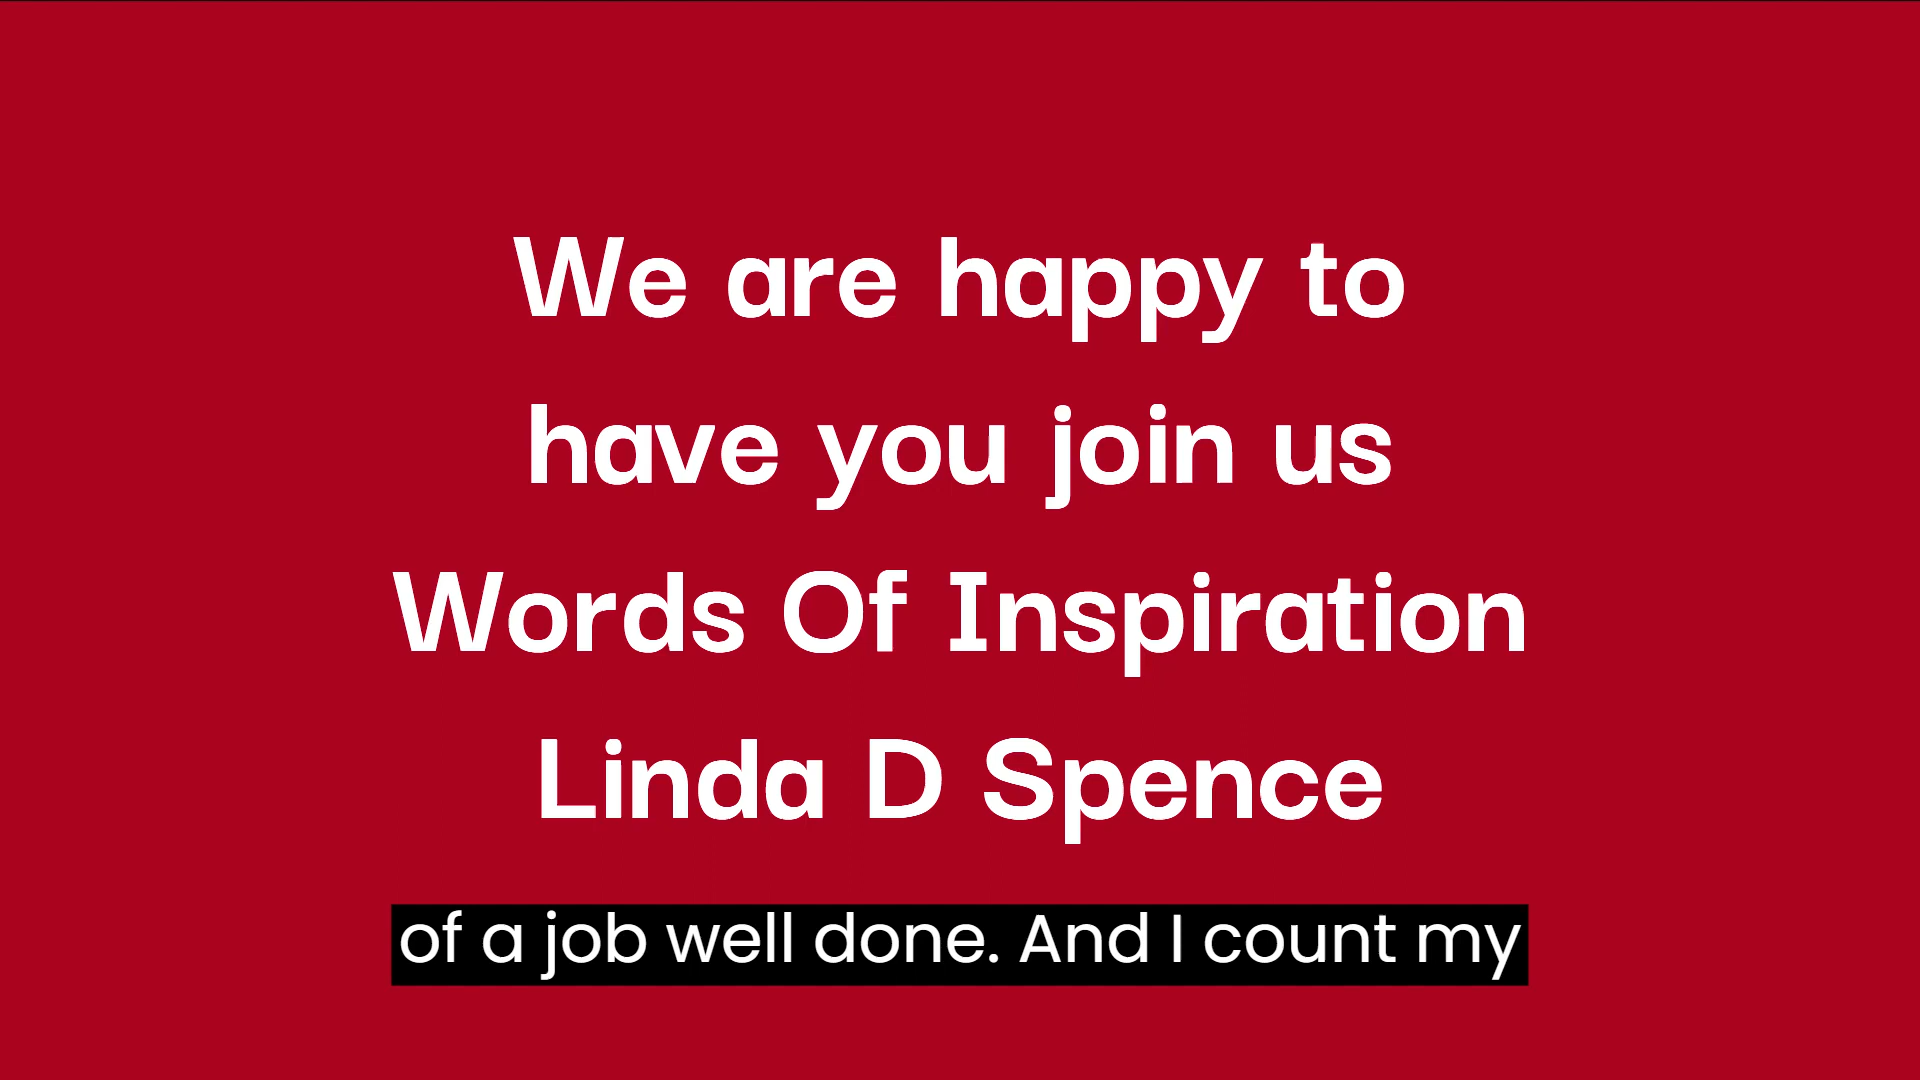 We are happy to
have you join us
Words Of Inspiration
Linda D Spence
of a job well done. And I count my